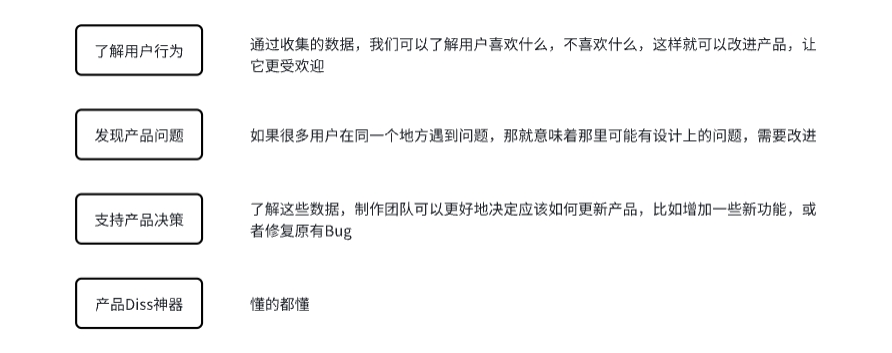 了解用户行为
通过收集的数据，我们可以了解用户喜欢什么，不喜欢什么，这样就可以改进产品，让
它更受欢迎
发现产品问题
如果很多用户在同一个地方遇到问题，那就意味着那里可能有设计上的问题，需要改进
支持产品决策
了解这些数据，制作团队可以更好地决定应该如何更新产品，比如增加一些新功能，或
者修复原有Bug
产品Diss神器
懂的都懂